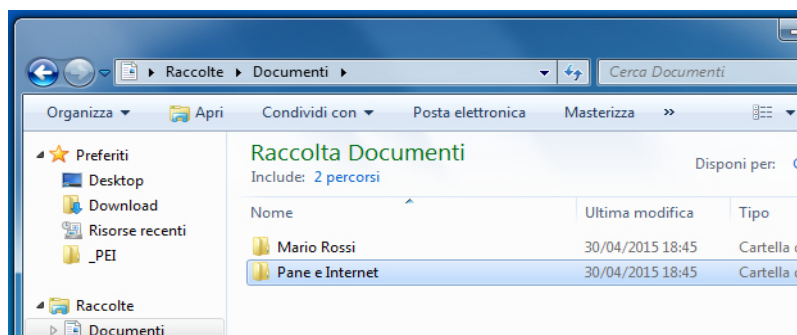 Raccolte Documenti Cerca Documenti
Organizza Apri Condividi con Posta elettronica Masterizza »
Preferiti
Desktop
Download
Risorse recenti
_PEI
Raccolte
Documenti
Raccolta Documenti
Include: 2 percorsi
Disponi per:
Nome Ultima modifica Tipo
Mario Rossi 30/04/2015 18:45 Cartella
Pane e Internet 30/04/2015 18:45 Cartella